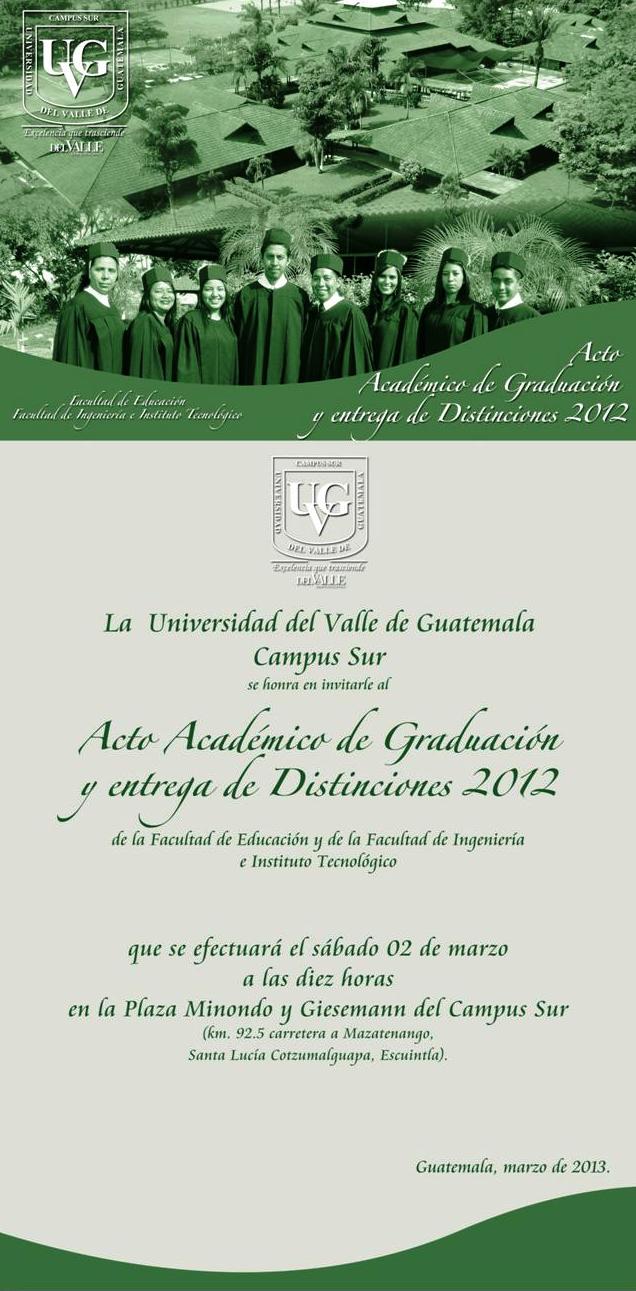 CAMPUS SUR
UNIVERSIDAD
UVG
GUATEMALA
DEL VALLE DE
Excelencia que trasciende
DELVALLE
Acto
Académico de Graduación
y entrega de Distinciones 2012
Facultad de Educación
Facultad de Ingeniería e Instituto Tecnológico
CAMPUS SUR
UNIVERSIDAD
UVG
GUATEMALA
DEL VALLE DE
Excelencia que trasciende
DELVALLE
La Universidad del Valle de Guatemala
Campus Sur
se honra en invitarle al
Acto Académico de Graduación
y entrega de Distinciones 2012
de la Facultad de Educación y de la Facultad de Ingeniería
e Instituto Tecnológico
que se efectuará el sábado 02 de marzo
a las diez horas
en la Plaza Minondo y Giesemann del Campus Sur
(km. 92.5 carretera a Mazatenango,
Santa Lucía Cotzumalguapa, Escuintla).
Guatemala, marzo de 2013.